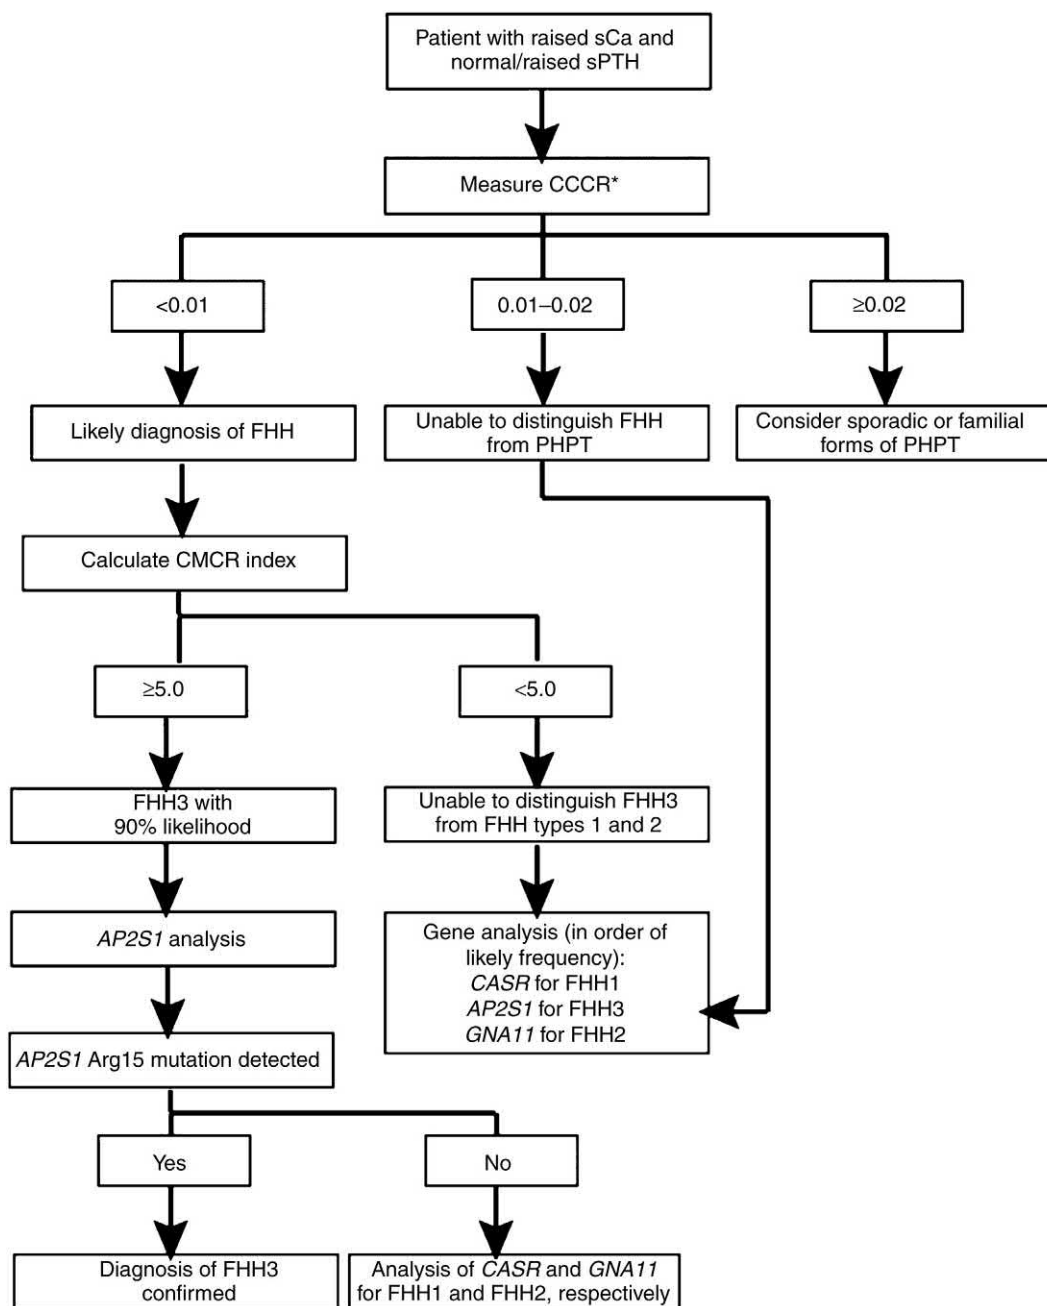 Patient with raised sCa and
normal/raised sPTH
Measure CCCR*
<0.01
0.01–0.02
≥0.02
Likely diagnosis of FHH
Unable to distinguish FHH
from PHPT
Consider sporadic or familial
forms of PHPT
Calculate CMCR index
≥5.0
<5.0
FHH3 with
90% likelihood
Unable to distinguish FHH3
from FHH types 1 and 2
AP2S1 analysis
Gene analysis (in order of
likely frequency):
CASR for FHH1
AP2S1 for FHH3
GNA11 for FHH2
AP2S1 Arg15 mutation detected
Yes
No
Diagnosis of FHH3
confirmed
Analysis of CASR and GNA11
for FHH1 and FHH2, respectively